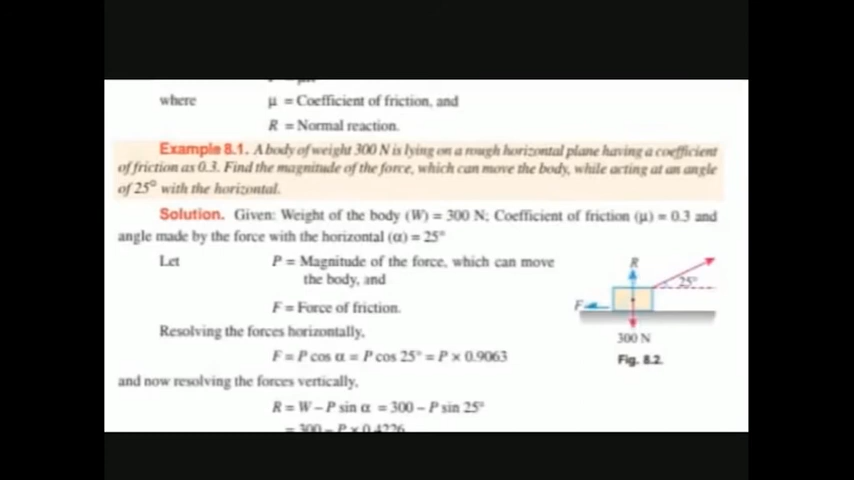 where μ = Coefficient of friction, and
R = Normal reaction.
Example 8.1. A body of weight 300 N is lying on a rough horizontal plane having a coefficient
of friction as 0.3. Find the magnitude of the force, which can move the body, while acting at an angle
of 25° with the horizontal.
Solution. Given: Weight of the body (W) = 300 N; Coefficient of friction (μ) = 0.3 and
angle made by the force with the horizontal (α) = 25°
Let P = Magnitude of the force, which can move
the body, and
F = Force of friction.
Resolving the forces horizontally,
F = P cos α = P cos 25° = P × 0.9063
and now resolving the forces vertically,
R = W – P sin α = 300 – P sin 25°
= 300 – P × 0.4226
R
25°
F
300 N
Fig. 8.2.